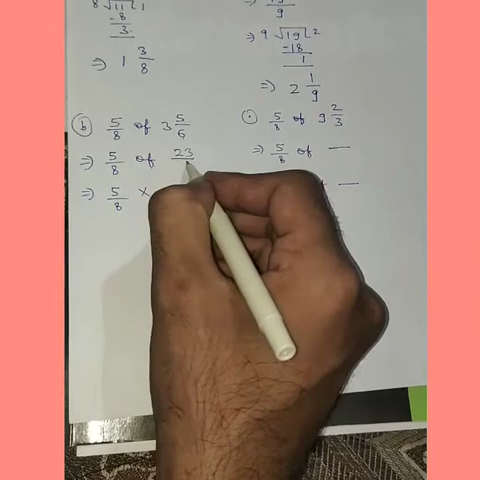 8 √11 1
-8
3
⇒ 1 3/8
9
⇒ 9 √19 2
-18
1
⇒ 2 1/9
(b) 5/8 of 3 5/6
⇒ 5/8 of 23
⇒ 5/8 ×
. 5/8 of 9 2/3
⇒ 5/8 of —
—